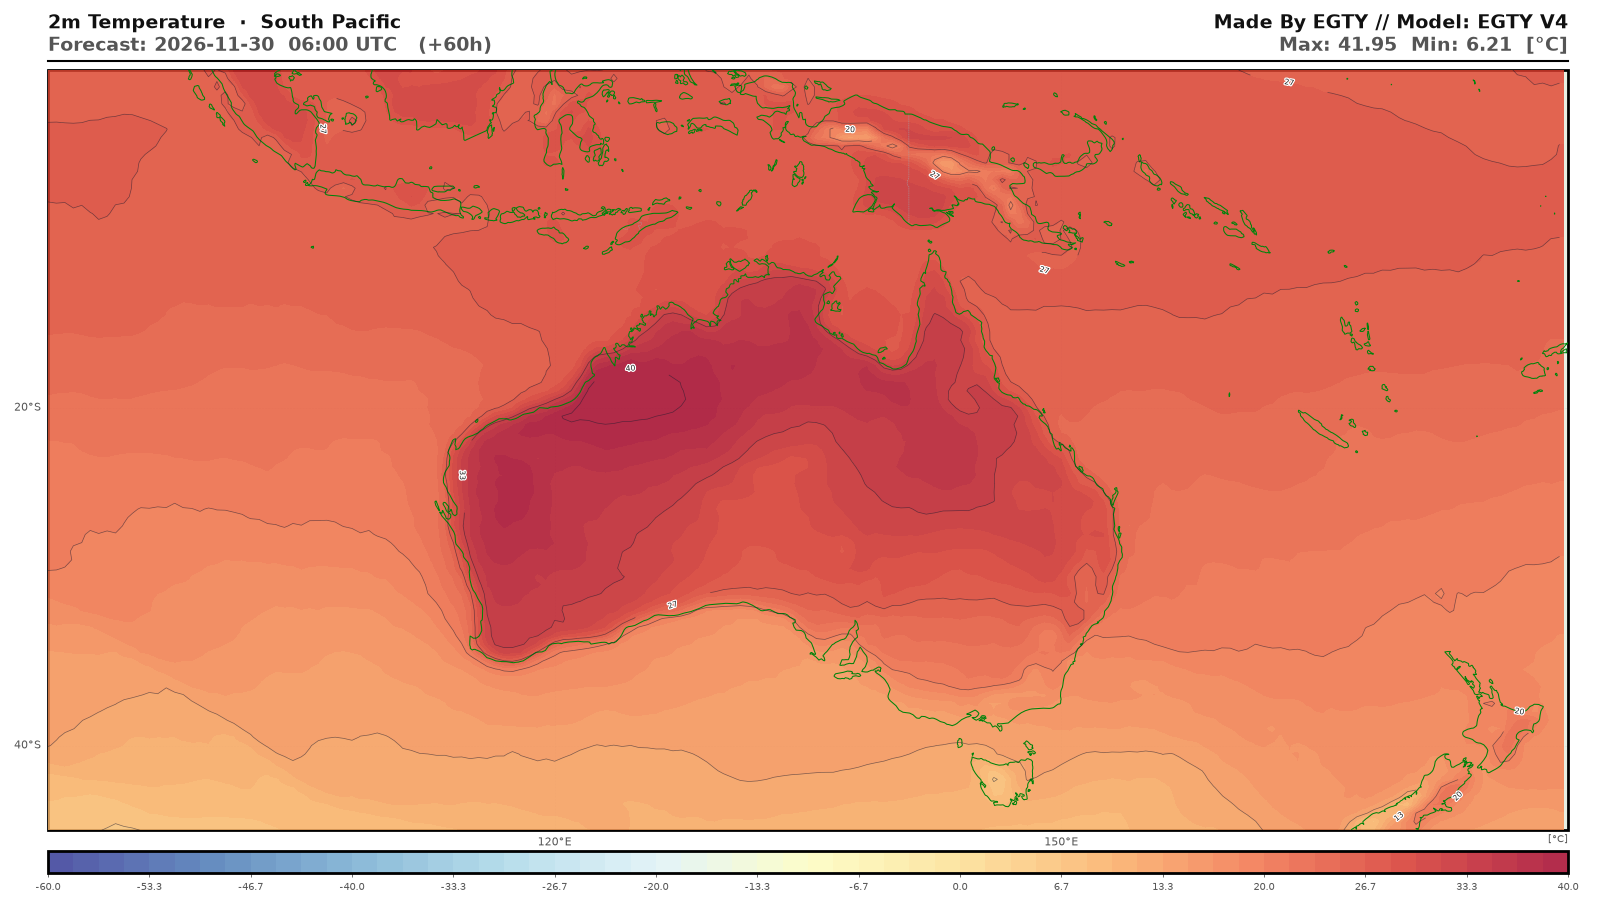 2m Temperature · South Pacific
Made By EGTY // Model: EGTY V4
Forecast: 2026-11-30 06:00 UTC (+60h)
Max: 41.95 Min: 6.21 [°C]
27
27
20
27
27
40
20°S
33
27
20
40°S
20
13
120°E
150°E
[°C]
-60.0 -53.3 -46.7 -40.0 -33.3 -26.7 -20.0 -13.3 -6.7 0.0 6.7 13.3 20.0 26.7 33.3 40.0